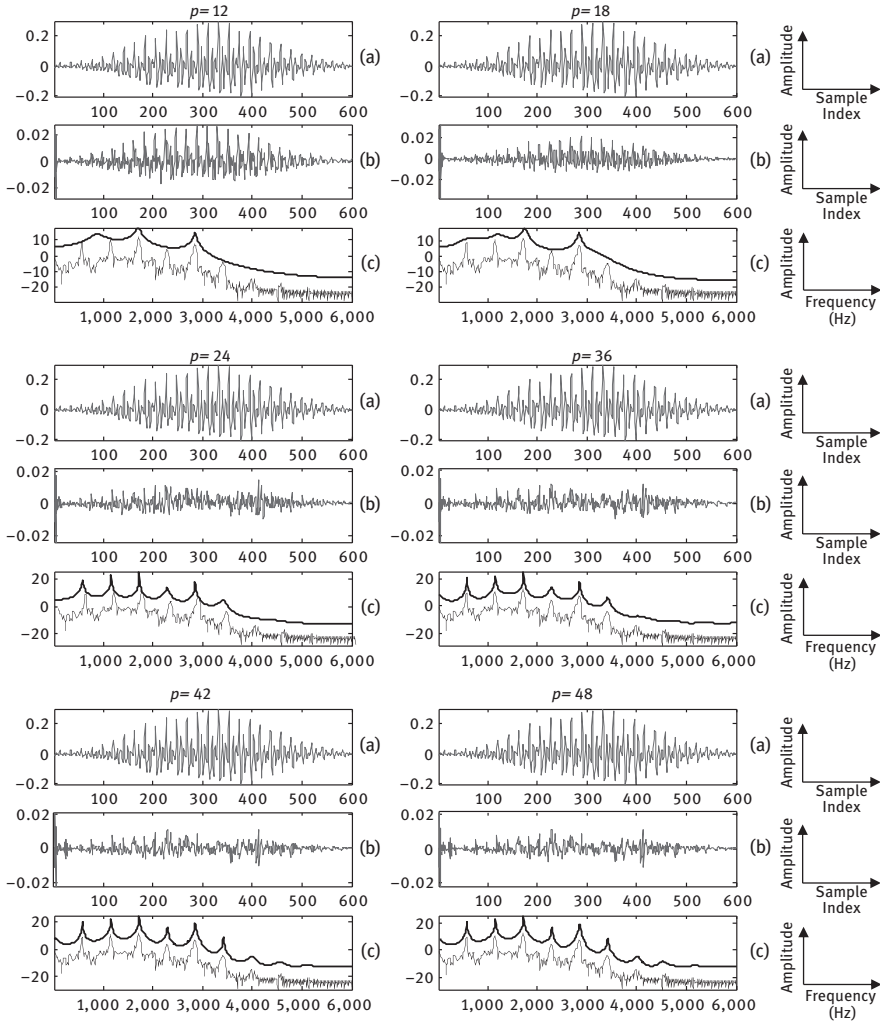 p= 12
p= 18
0.2
0
−0.2
100 200 300 400 500 600
(a)
0.2
0
−0.2
100 200 300 400 500 600
(a)
Amplitude
Sample
Index
0.02
0
−0.02
100 200 300 400 500 600
(b)
0.02
0
−0.02
100 200 300 400 500 600
(b)
Amplitude
Sample
Index
10
0
−10
−20
1,000 2,000 3,000 4,000 5,000 6,000
(c)
10
0
−10
−20
1,000 2,000 3,000 4,000 5,000 6,000
(c)
Amplitude
Frequency
(Hz)
p= 24
p= 36
0.2
0
−0.2
100 200 300 400 500 600
(a)
0.2
0
−0.2
100 200 300 400 500 600
(a)
Amplitude
Sample
Index
0.02
0
−0.02
100 200 300 400 500 600
(b)
0.02
0
−0.02
100 200 300 400 500 600
(b)
Amplitude
Sample
Index
20
0
−20
1,000 2,000 3,000 4,000 5,000 6,000
(c)
20
0
−20
1,000 2,000 3,000 4,000 5,000 6,000
(c)
Amplitude
Frequency
(Hz)
p= 42
p= 48
0.2
0
−0.2
100 200 300 400 500 600
(a)
0.2
0
−0.2
100 200 300 400 500 600
(a)
Amplitude
Sample
Index
0.02
0
−0.02
100 200 300 400 500 600
(b)
0.02
0
−0.02
100 200 300 400 500 600
(b)
Amplitude
Sample
Index
20
0
−20
1,000 2,000 3,000 4,000 5,000 6,000
(c)
20
0
−20
1,000 2,000 3,000 4,000 5,000 6,000
(c)
Amplitude
Frequency
(Hz)